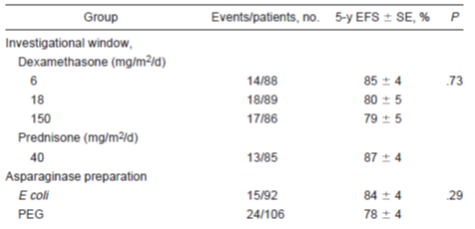 Group Events/patients, no. 5-y EFS ± SE, % P
Investigational window,
Dexamethasone (mg/m²/d)
6 14/88 85 ± 4 .73
18 18/89 80 ± 5
150 17/86 79 ± 5
Prednisone (mg/m²/d)
40 13/85 87 ± 4
Asparaginase preparation
E coli 15/92 84 ± 4 .29
PEG 24/106 78 ± 4